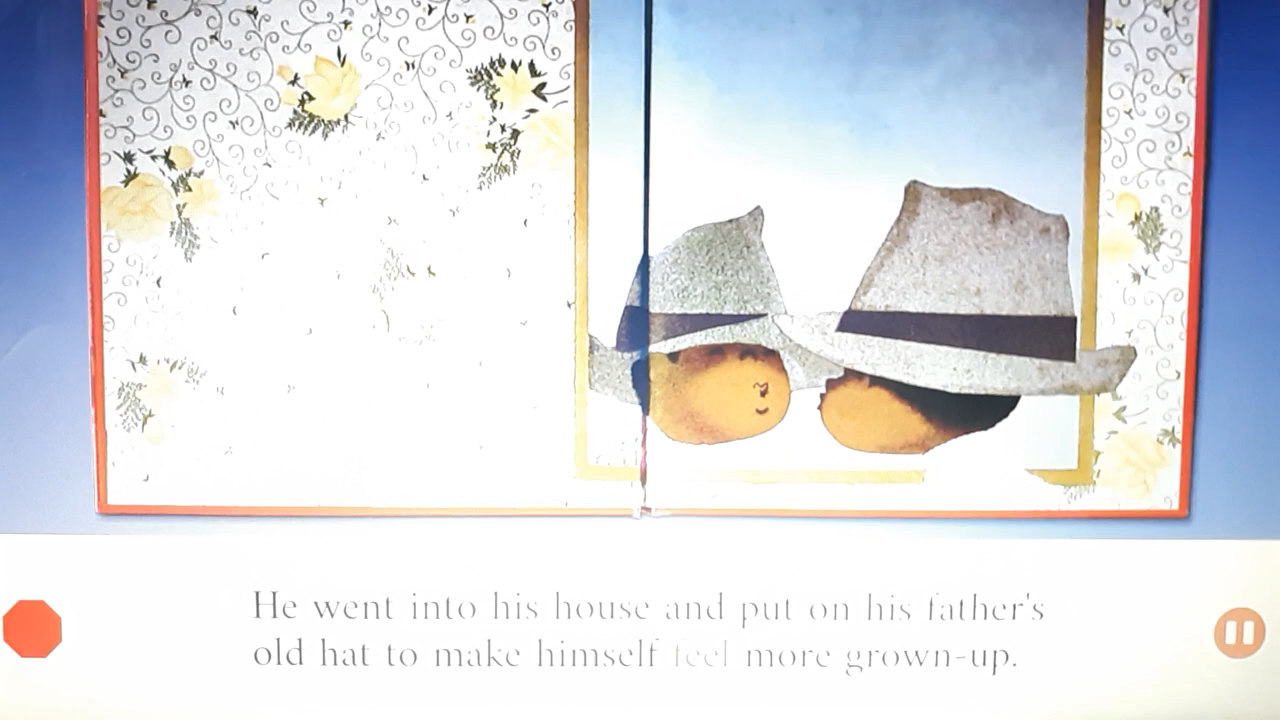 He went into his house and put on his father's
old hat to make himself feel more grown-up.